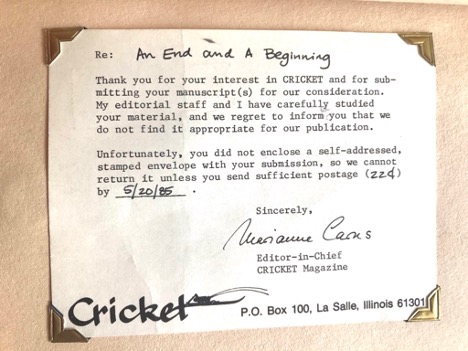 Re: An End and A Beginning
Thank you for your interest in CRICKET and for sub-
mitting your manuscript(s) for our consideration.
My editorial staff and I have carefully studied
your material, and we regret to inform you that we
do not find it appropriate for our publication.
Unfortunately, you did not enclose a self-addressed,
stamped envelope with your submission, so we cannot
return it unless you send sufficient postage (22¢)
by 5/20/85 .
Sincerely,
Marianne Carus
Editor-in-Chief
CRICKET Magazine
Cricket P.O. Box 100, La Salle, Illinois 61301